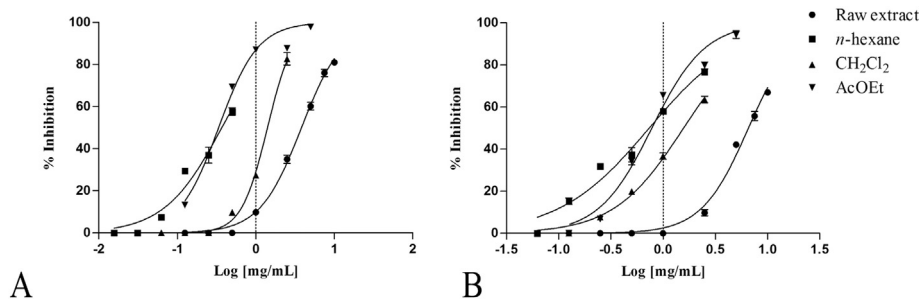 A
% Inhibition
100
80
60
40
20
0
-2
-1
0
1
2
Log [mg/mL]
B
% Inhibition
100
80
60
40
20
0
-1.5
-1.0
-0.5
0.0
0.5
1.0
1.5
Log [mg/mL]
Raw extract
n-hexane
CH₂Cl₂
AcOEt